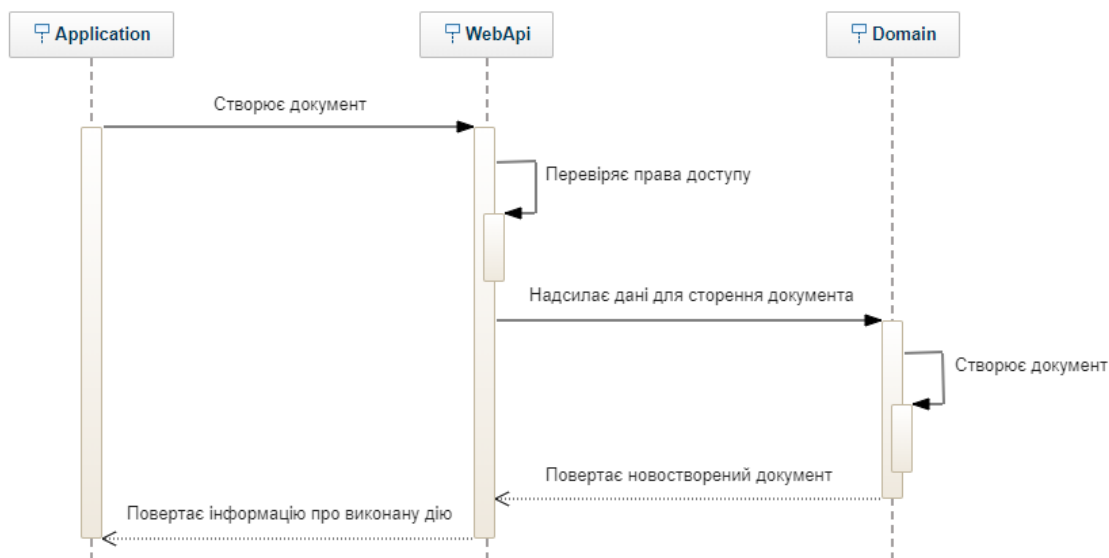 Application
WebApi
Domain
Створює документ
Перевіряє права доступу
Надсилає дані для сторення документа
Створює документ
Повертає новостворений документ
Повертає інформацію про виконану дію